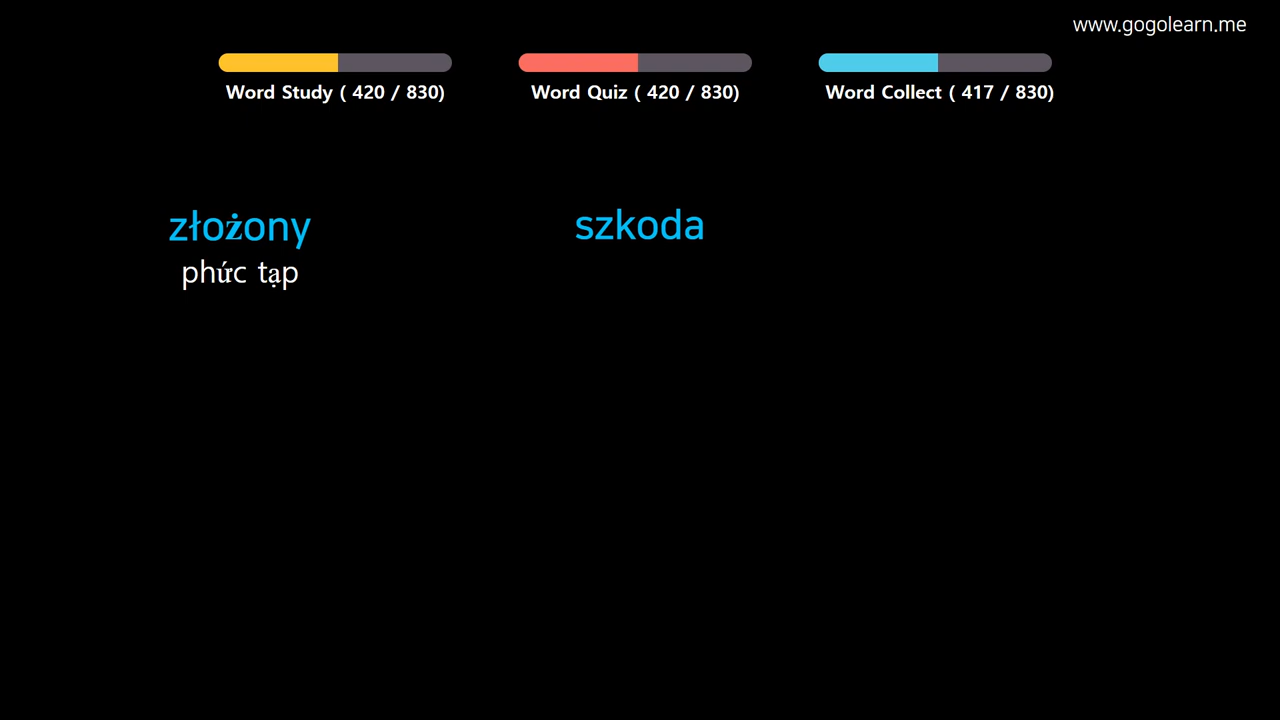 www.gogolearn.me
Word Study ( 420 / 830)
Word Quiz ( 420 / 830)
Word Collect ( 417 / 830)
złożony
phức tạp
szkoda